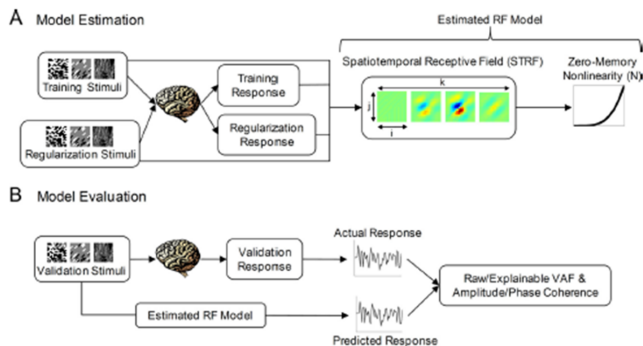 A Model Estimation
Estimated RF Model
Spatiotemporal Receptive Field (STRF)
Zero-Memory
Nonlinearity (N)
Training Stimuli
Training
Response
k
Regularization Stimuli
Regularization
Response
B Model Evaluation
Validation Stimuli
Validation
Response
Actual Response
Raw/Explainable VAF &
Amplitude/Phase Coherence
Estimated RF Model
Predicted Response